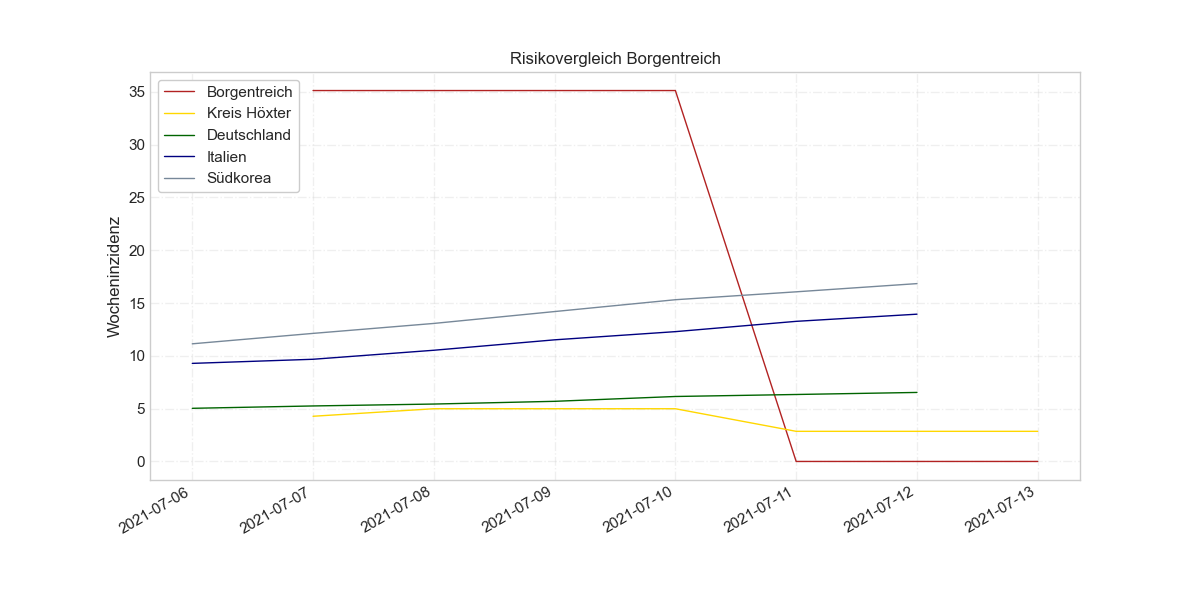 Risikovergleich Borgentreich
Borgentreich
Kreis Höxter
Deutschland
Italien
Südkorea
Wocheninzidenz
35
30
25
20
15
10
5
0
2021-07-06
2021-07-07
2021-07-08
2021-07-09
2021-07-10
2021-07-11
2021-07-12
2021-07-13